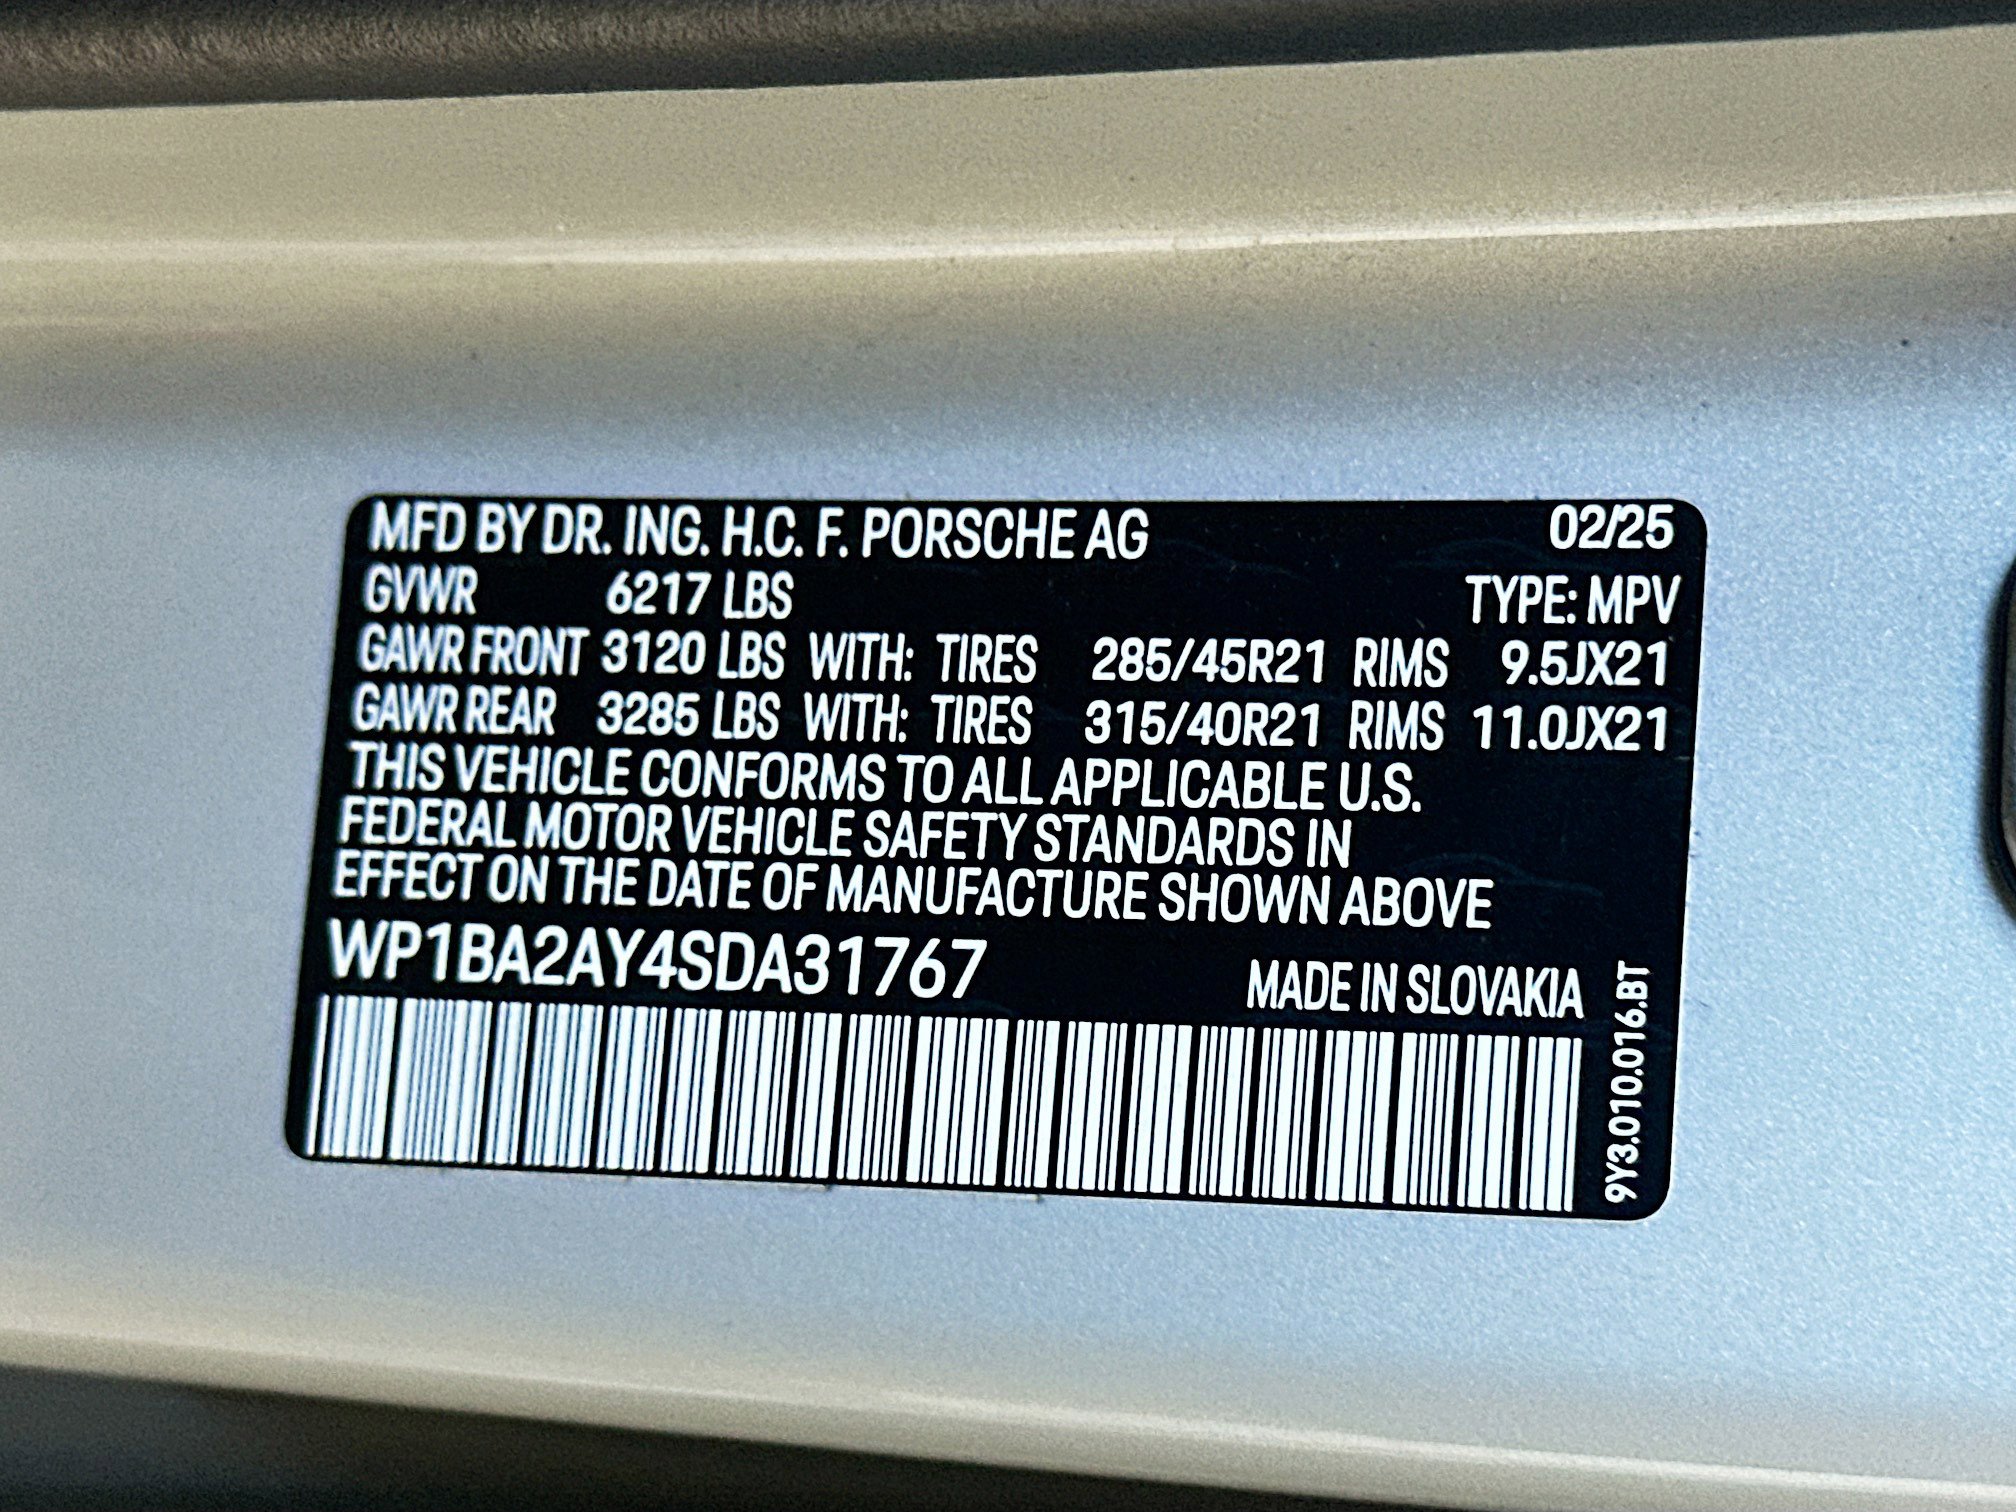 MFD BY DR. ING. H.C. F. PORSCHE AG 02/25
GVWR 6217 LBS TYPE: MPV
GAWR FRONT 3120 LBS WITH: TIRES 285/45R21 RIMS 9.5JX21
GAWR REAR 3285 LBS WITH: TIRES 315/40R21 RIMS 11.0JX21
THIS VEHICLE CONFORMS TO ALL APPLICABLE U.S.
FEDERAL MOTOR VEHICLE SAFETY STANDARDS IN
EFFECT ON THE DATE OF MANUFACTURE SHOWN ABOVE
WP1BA2AY4SDA31767 MADE IN SLOVAKIA
9Y3.010.016.BT